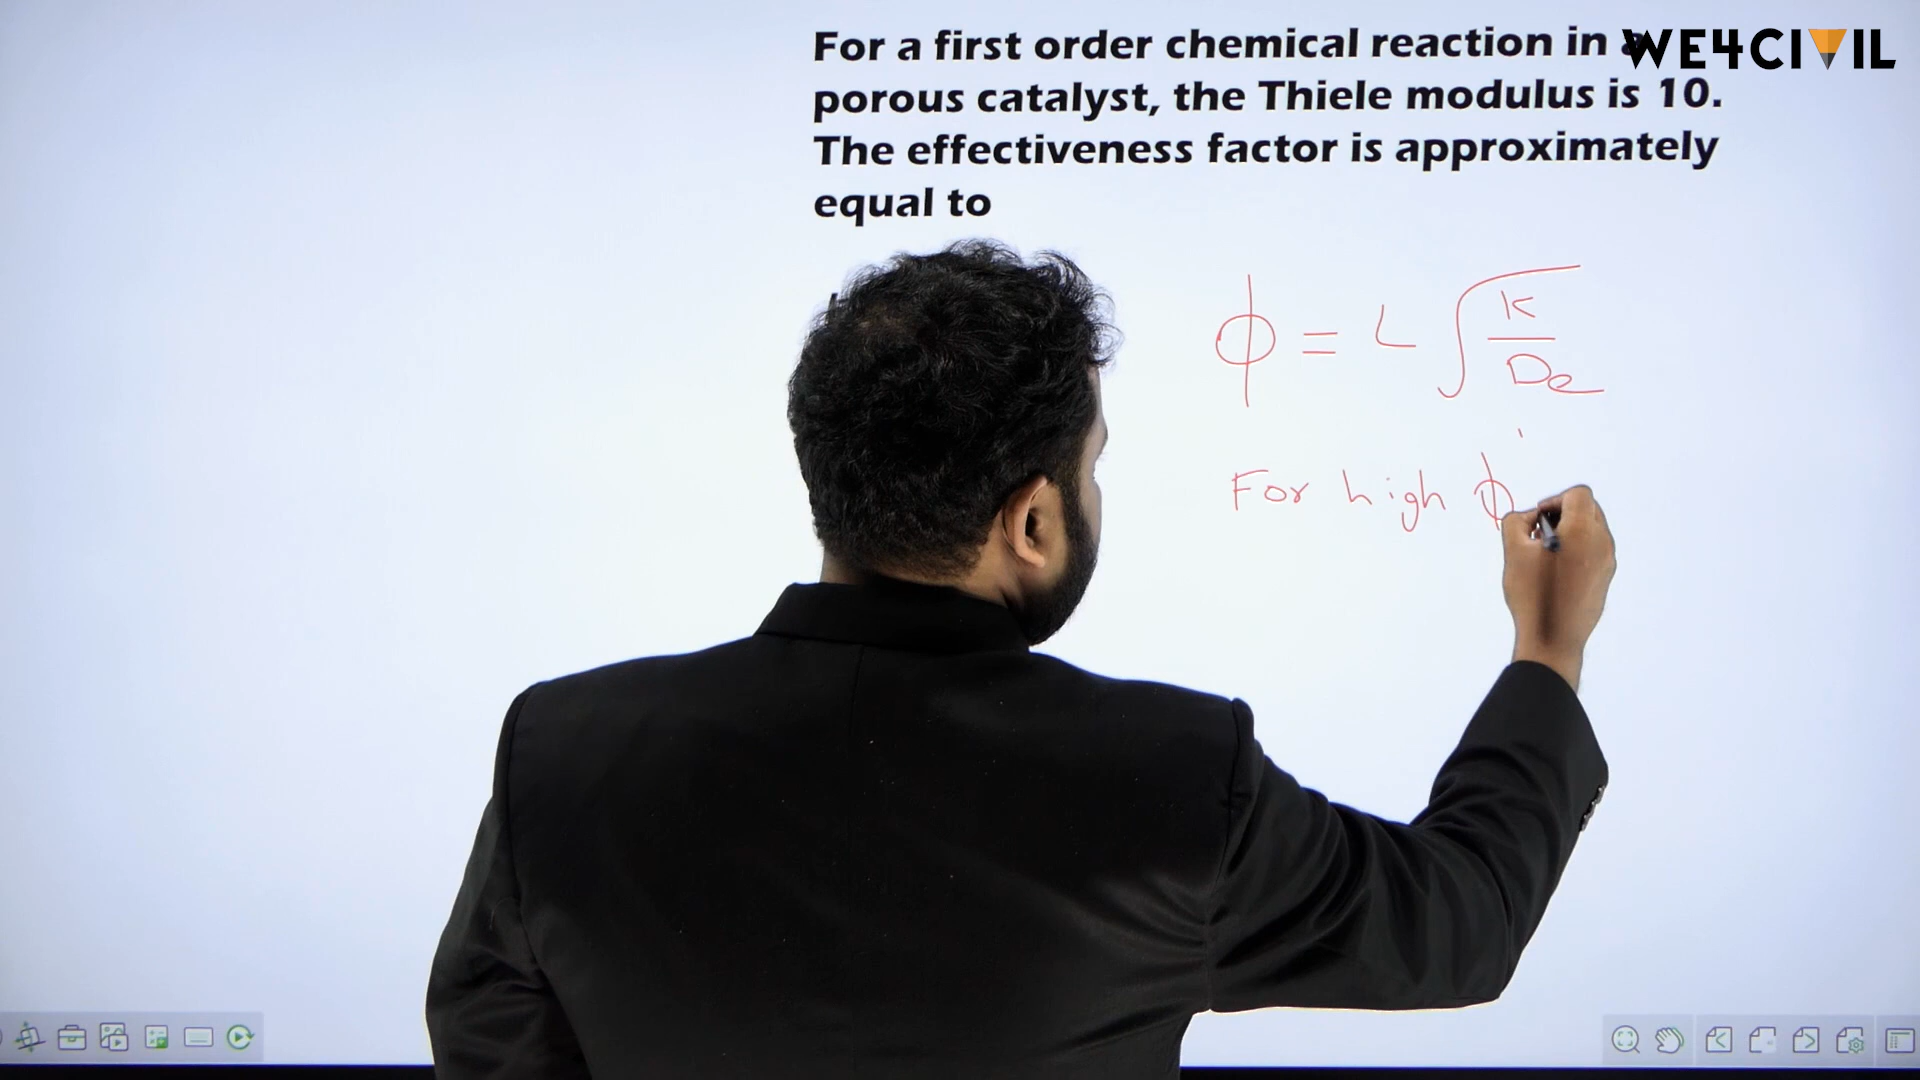 For a first order chemical reaction in a
porous catalyst, the Thiele modulus is 10.
The effectiveness factor is approximately
equal to
WE4CIVIL
ϕ = L √(K/De)
For high ϕ